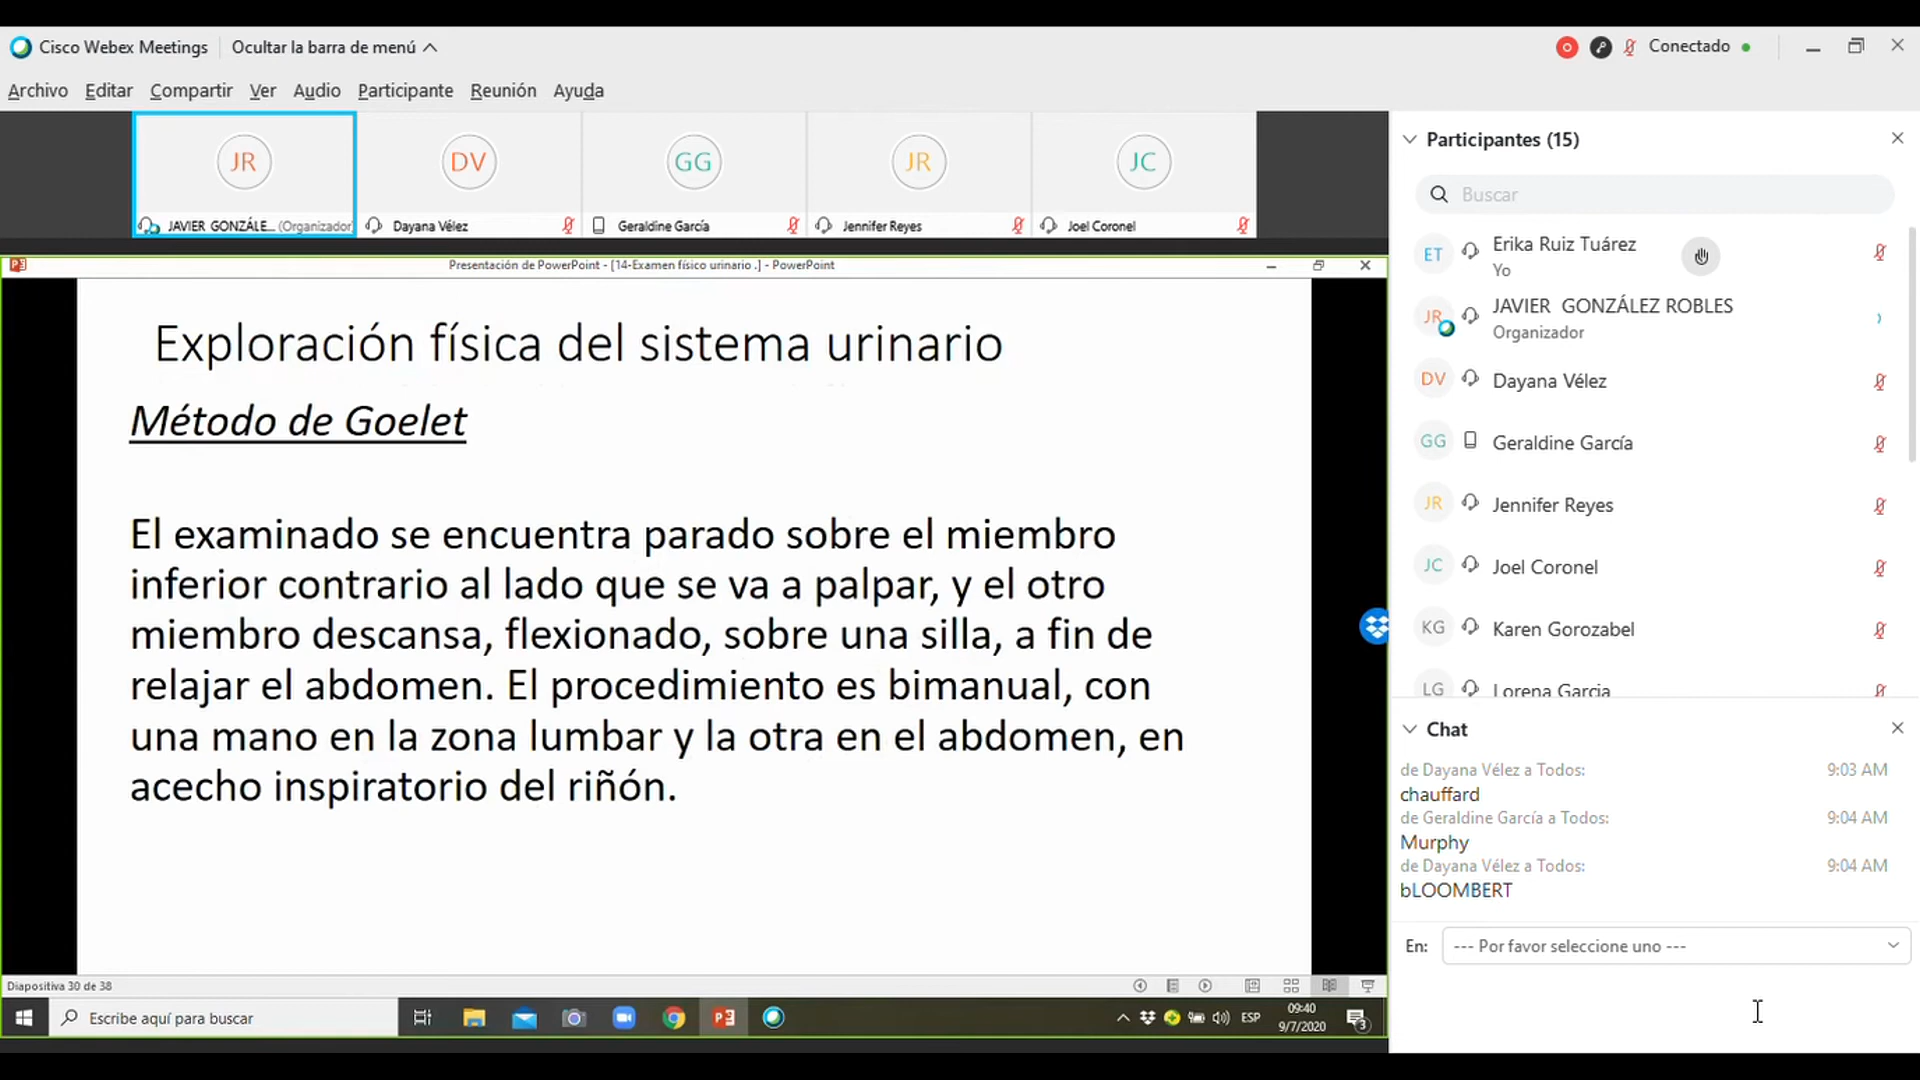 Cisco Webex Meetings
Ocultar la barra de menú
Conectado
Archivo Editar Compartir Ver Audio Participante Reunión Ayuda
JR
DV
GG
JR
JC
JAVIER GONZÁLE... (Organizador)
Dayana Vélez
Geraldine García
Jennifer Reyes
Joel Coronel
Presentación de PowerPoint - [14-Examen físico urinario .] - PowerPoint
Exploración física del sistema urinario
Método de Goelet
El examinado se encuentra parado sobre el miembro
inferior contrario al lado que se va a palpar, y el otro
miembro descansa, flexionado, sobre una silla, a fin de
relajar el abdomen. El procedimiento es bimanual, con
una mano en la zona lumbar y la otra en el abdomen, en
acecho inspiratorio del riñón.
Diapositiva 30 de 38
Escribe aquí para buscar
ESP
09:40
9/7/2020
3
Participantes (15)
Buscar
ET Erika Ruiz Tuárez
Yo
JR JAVIER GONZÁLEZ ROBLES
Organizador
DV Dayana Vélez
GG Geraldine García
JR Jennifer Reyes
JC Joel Coronel
KG Karen Gorozabel
LG Lorena Garcia
Chat
de Dayana Vélez a Todos: 9:03 AM
chauffard
de Geraldine García a Todos: 9:04 AM
Murphy
de Dayana Vélez a Todos: 9:04 AM
bLOOMBERT
En: --- Por favor seleccione uno ---